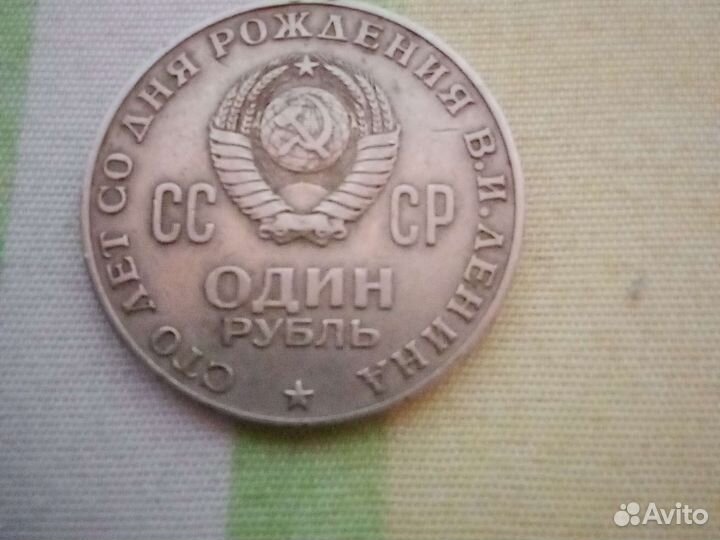 СТО ЛЕТ СО ДНЯ РОЖДЕНИЯ В.И.ЛЕНИНА
СС СР
ОДИН
РУБЛЬ
Avito